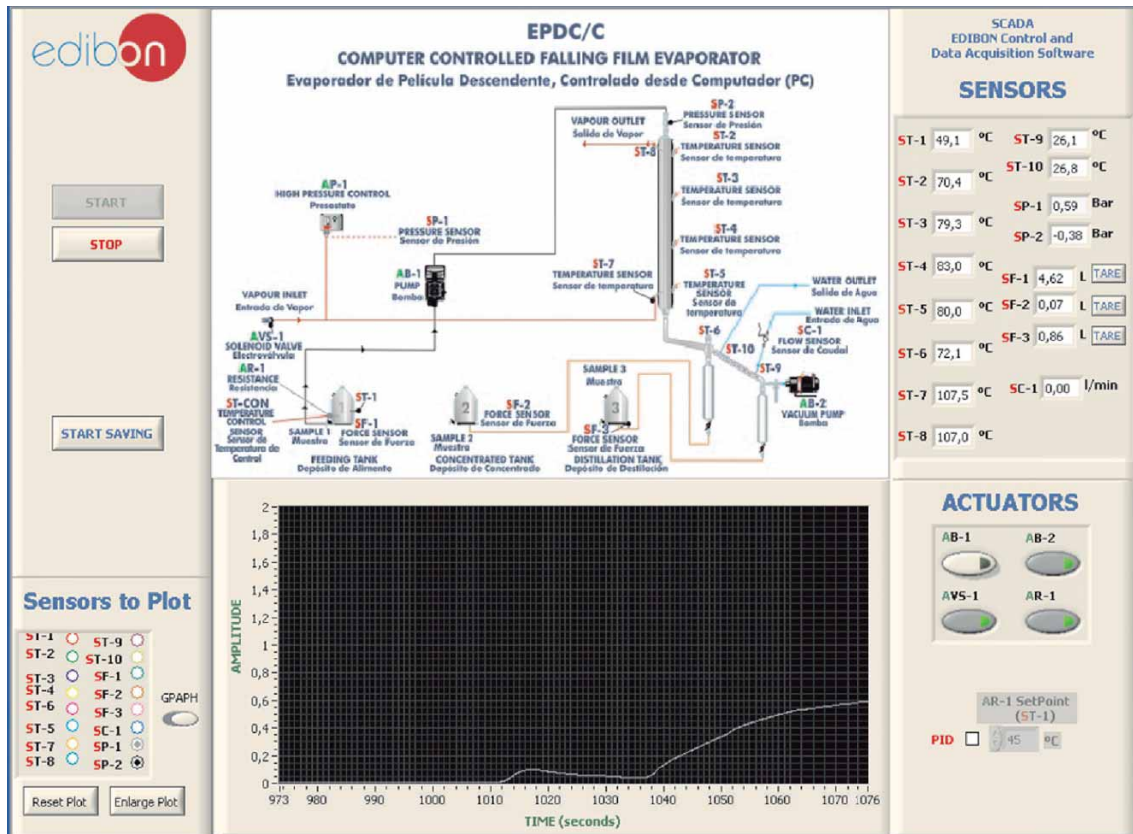 edibon
START
STOP
START SAVING
EPDC/C
COMPUTER CONTROLLED FALLING FILM EVAPORATOR
Evaporador de Película Descendente, Controlado desde Computador (PC)
SP-2
PRESSURE SENSOR
Sensor de Presión
VAPOUR OUTLET
Salida de Vapor
ST-8
ST-2
TEMPERATURE SENSOR
Sensor de temperatura
ST-3
TEMPERATURE SENSOR
Sensor de temperatura
AP-1
HIGH PRESSURE CONTROL
Presostato
SP-1
PRESSURE SENSOR
Sensor de Presión
ST-4
TEMPERATURE SENSOR
Sensor de temperatura
AB-1
PUMP
Bomba
ST-7
TEMPERATURE SENSOR
Sensor de temperatura
ST-5
TEMPERATURE
SENSOR
Sensor de
temperatura
WATER OUTLET
Salida de Agua
WATER INLET
Entrada de Agua
VAPOUR INLET
Entrada de Vapor
AVS-1
SOLENOID VALVE
Electroválvula
ST-6
ST-10
SC-1
FLOW SENSOR
Sensor de Caudal
ST-9
AB-2
VACUUM PUMP
Bomba
AR-1
RESISTANCE
Resistencia
ST-CON
TEMPERATURE
CONTROL
SENSOR
Sensor de
Temperatura de
Control
1
ST-1
SF-1
SAMPLE 1
Muestra
FORCE SENSOR
Sensor de Fuerza
FEEDING TANK
Depósito de Alimento
2
SF-2
FORCE SENSOR
Sensor de Fuerza
SAMPLE 2
Muestra
CONCENTRATED TANK
Depósito de Concentrado
SAMPLE 3
Muestra
3
SF-3
FORCE SENSOR
Sensor de Fuerza
DISTILLATION TANK
Depósito de Destilación
SCADA
EDIBON Control and
Data Acquisition Software
SENSORS
ST-1 49,1 ºC
ST-2 70,4 ºC
ST-3 79,3 ºC
ST-4 83,0 ºC
ST-5 80,0 ºC
ST-6 72,1 ºC
ST-7 107,5 ºC
ST-8 107,0 ºC
ST-9 26,1 ºC
ST-10 26,8 ºC
SP-1 0,59 Bar
SP-2 -0,38 Bar
SF-1 4,62 L TARE
SF-2 0,07 L TARE
SF-3 0,86 L TARE
SC-1 0,00 l/min
Sensors to Plot
ST-1
ST-2
ST-3
ST-4
ST-6
ST-5
ST-7
ST-8
ST-9
ST-10
SF-1
SF-2
SF-3
SC-1
SP-1
SP-2
GPAPH
Reset Plot Enlarge Plot
AMPLITUDE
2
1,8
1,6
1,4
1,2
1
0,8
0,6
0,4
0,2
0
973 980 990 1000 1010 1020 1030 1040 1050 1060 1070 1076
TIME (seconds)
ACTUATORS
AB-1 AB-2
AVS-1 AR-1
AR-1 SetPoint
(ST-1)
PID 45 ºC